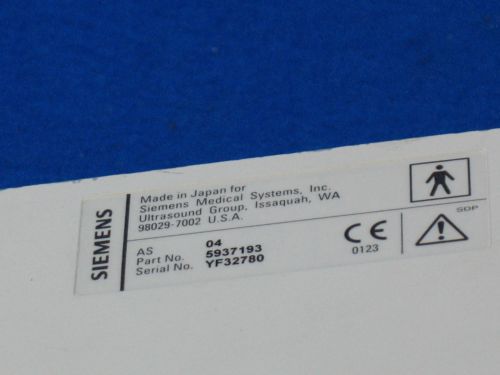 SIEMENS
Made in Japan for
Siemens Medical Systems, Inc.
Ultrasound Group, Issaquah, WA
98029-7002 U.S.A.
AS 04
Part No. 5937193
Serial No. YF32780
CE
0123
SDP